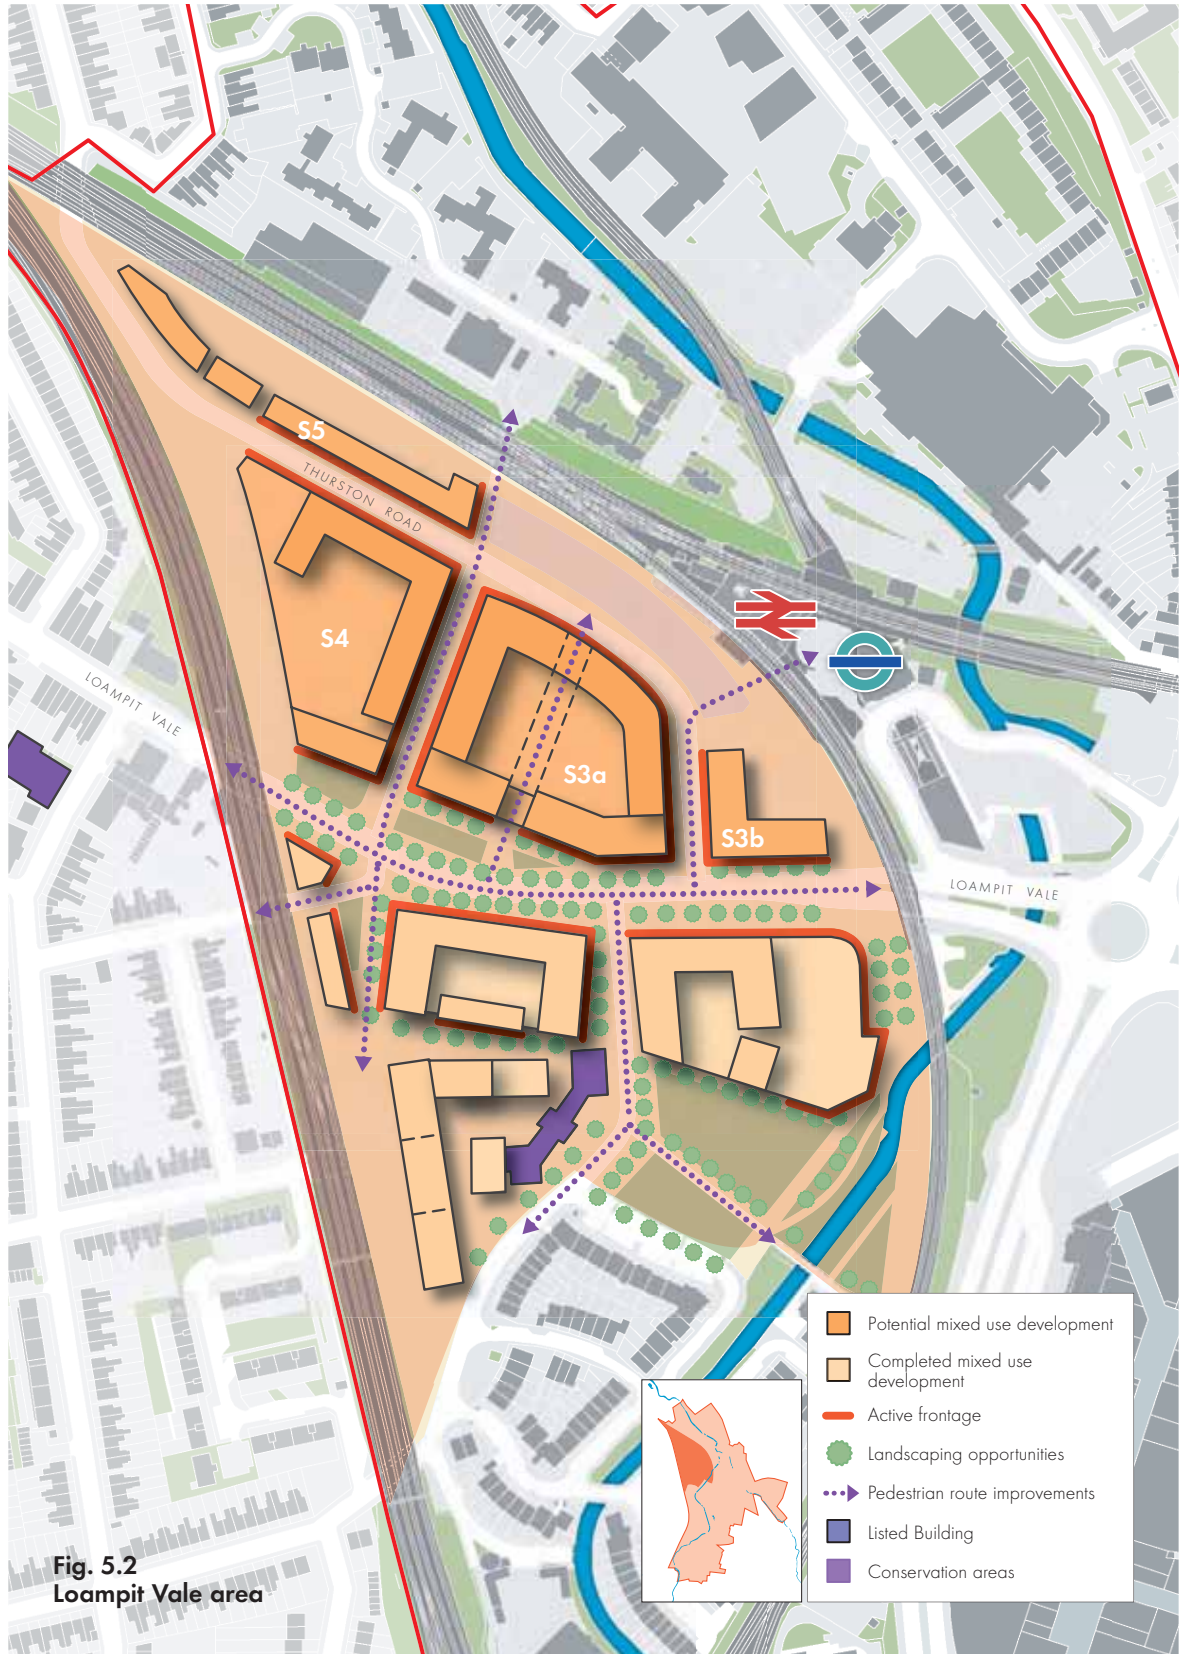 S5
THURSTON ROAD
S4
LOAMPIT VALE
S3a
S3b
LOAMPIT VALE
Potential mixed use development
Completed mixed use
development
Active frontage
Landscaping opportunities
Pedestrian route improvements
Listed Building
Conservation areas
Fig. 5.2
Loampit Vale area